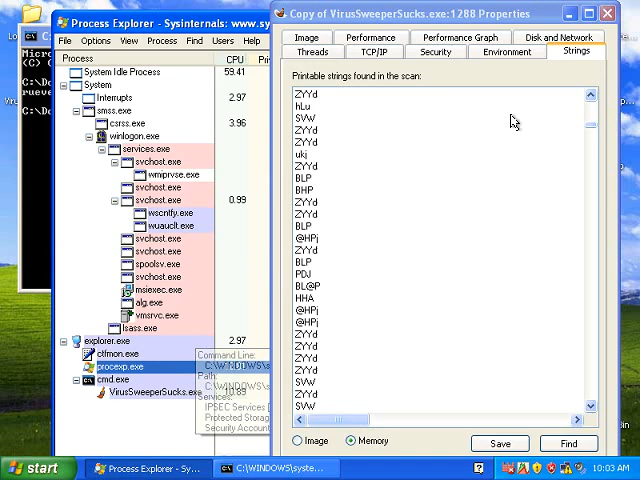 Process Explorer - Sysinternals: www.sy
File Options View Process Find Users Help
Process CPU
System Idle Process 59.41
System
Interrupts 2.97
smss.exe
csrss.exe 3.96
winlogon.exe
services.exe
svchost.exe
wmiprvse.exe
svchost.exe
svchost.exe 0.99
wscntfy.exe
wuauclt.exe
svchost.exe
svchost.exe
spoolsv.exe
svchost.exe
msiexec.exe
alg.exe
vmsrvc.exe
lsass.exe
explorer.exe 2.97
ctfmon.exe
procexp.exe
cmd.exe
VirusSweeperSucks.exe 10.89
Command Line:
C:\WINDOWS\s
Path:
C:\WINDOWS\s
Services:
IPSEC Services [
Protected Storag
Security Account
Copy of VirusSweeperSucks.exe:1288 Properties
Image Performance Performance Graph Disk and Network
Threads TCP/IP Security Environment Strings
Printable strings found in the scan:
ZYYd
hLu
SVW
ZYYd
ZYYd
ukj
ZYYd
BLP
BHP
ZYYd
ZYYd
BLP
@HPj
ZYYd
BLP
PDJ
BL@P
HHA
@HPj
@HPj
ZYYd
ZYYd
ZYYd
ZYYd
SVW
ZYYd
SVW
Image Memory Save Find
start Process Explorer - Sy... C:\WINDOWS\syste... 10:03 AM